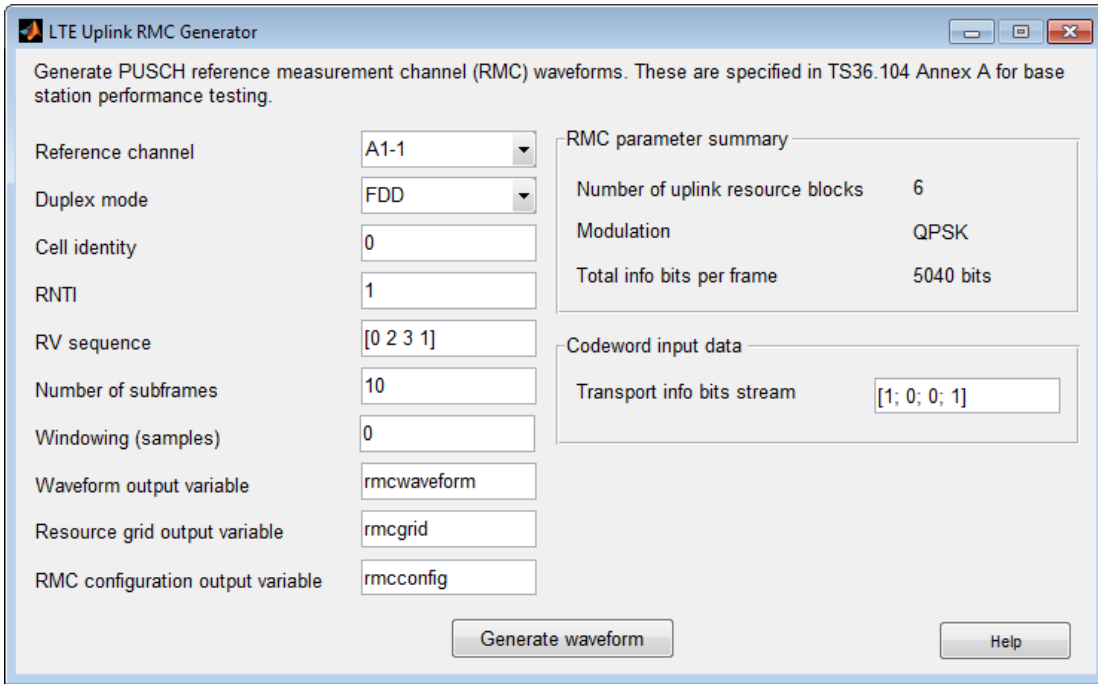 LTE Uplink RMC Generator
Generate PUSCH reference measurement channel (RMC) waveforms. These are specified in TS36.104 Annex A for base
station performance testing.
Reference channel A1-1
Duplex mode FDD
Cell identity 0
RNTI 1
RV sequence [0 2 3 1]
Number of subframes 10
Windowing (samples) 0
Waveform output variable rmcwaveform
Resource grid output variable rmcgrid
RMC configuration output variable rmcconfig
RMC parameter summary
Number of uplink resource blocks 6
Modulation QPSK
Total info bits per frame 5040 bits
Codeword input data
Transport info bits stream [1; 0; 0; 1]
Generate waveform
Help